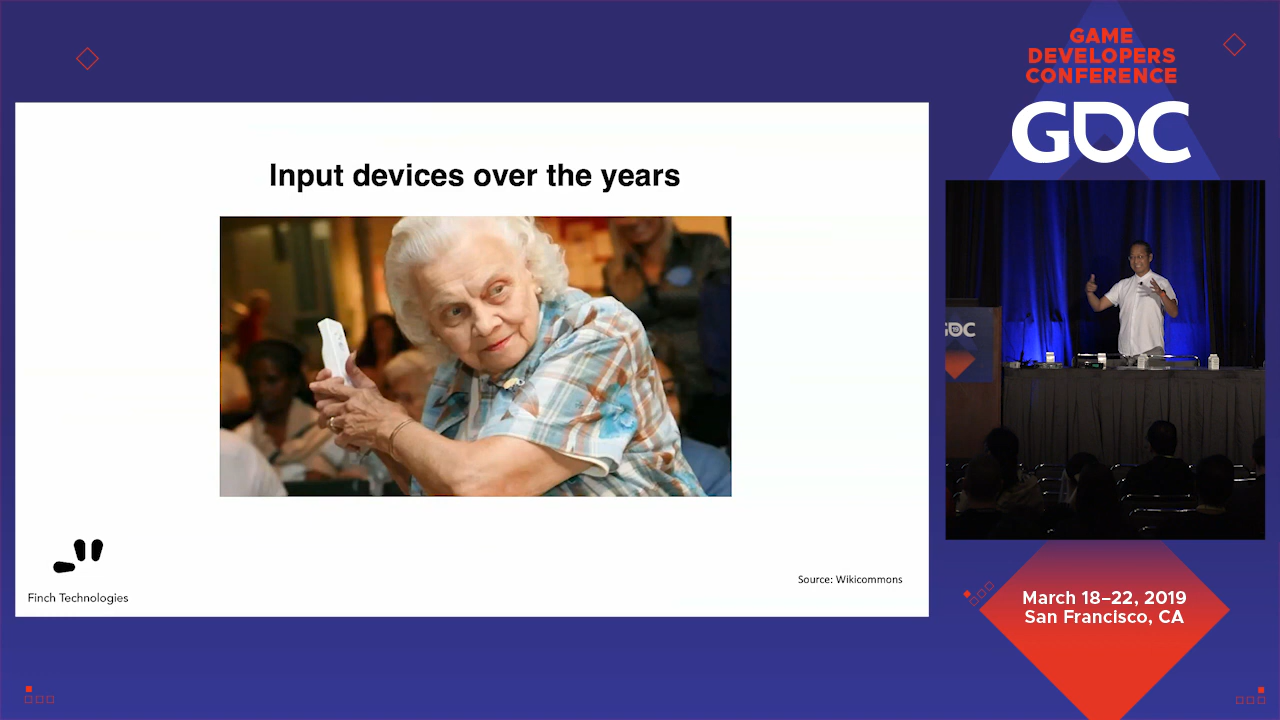 GAME
DEVELOPERS
CONFERENCE
GDC
Input devices over the years
GDC
Source: Wikicommons
Finch Technologies
March 18–22, 2019
San Francisco, CA